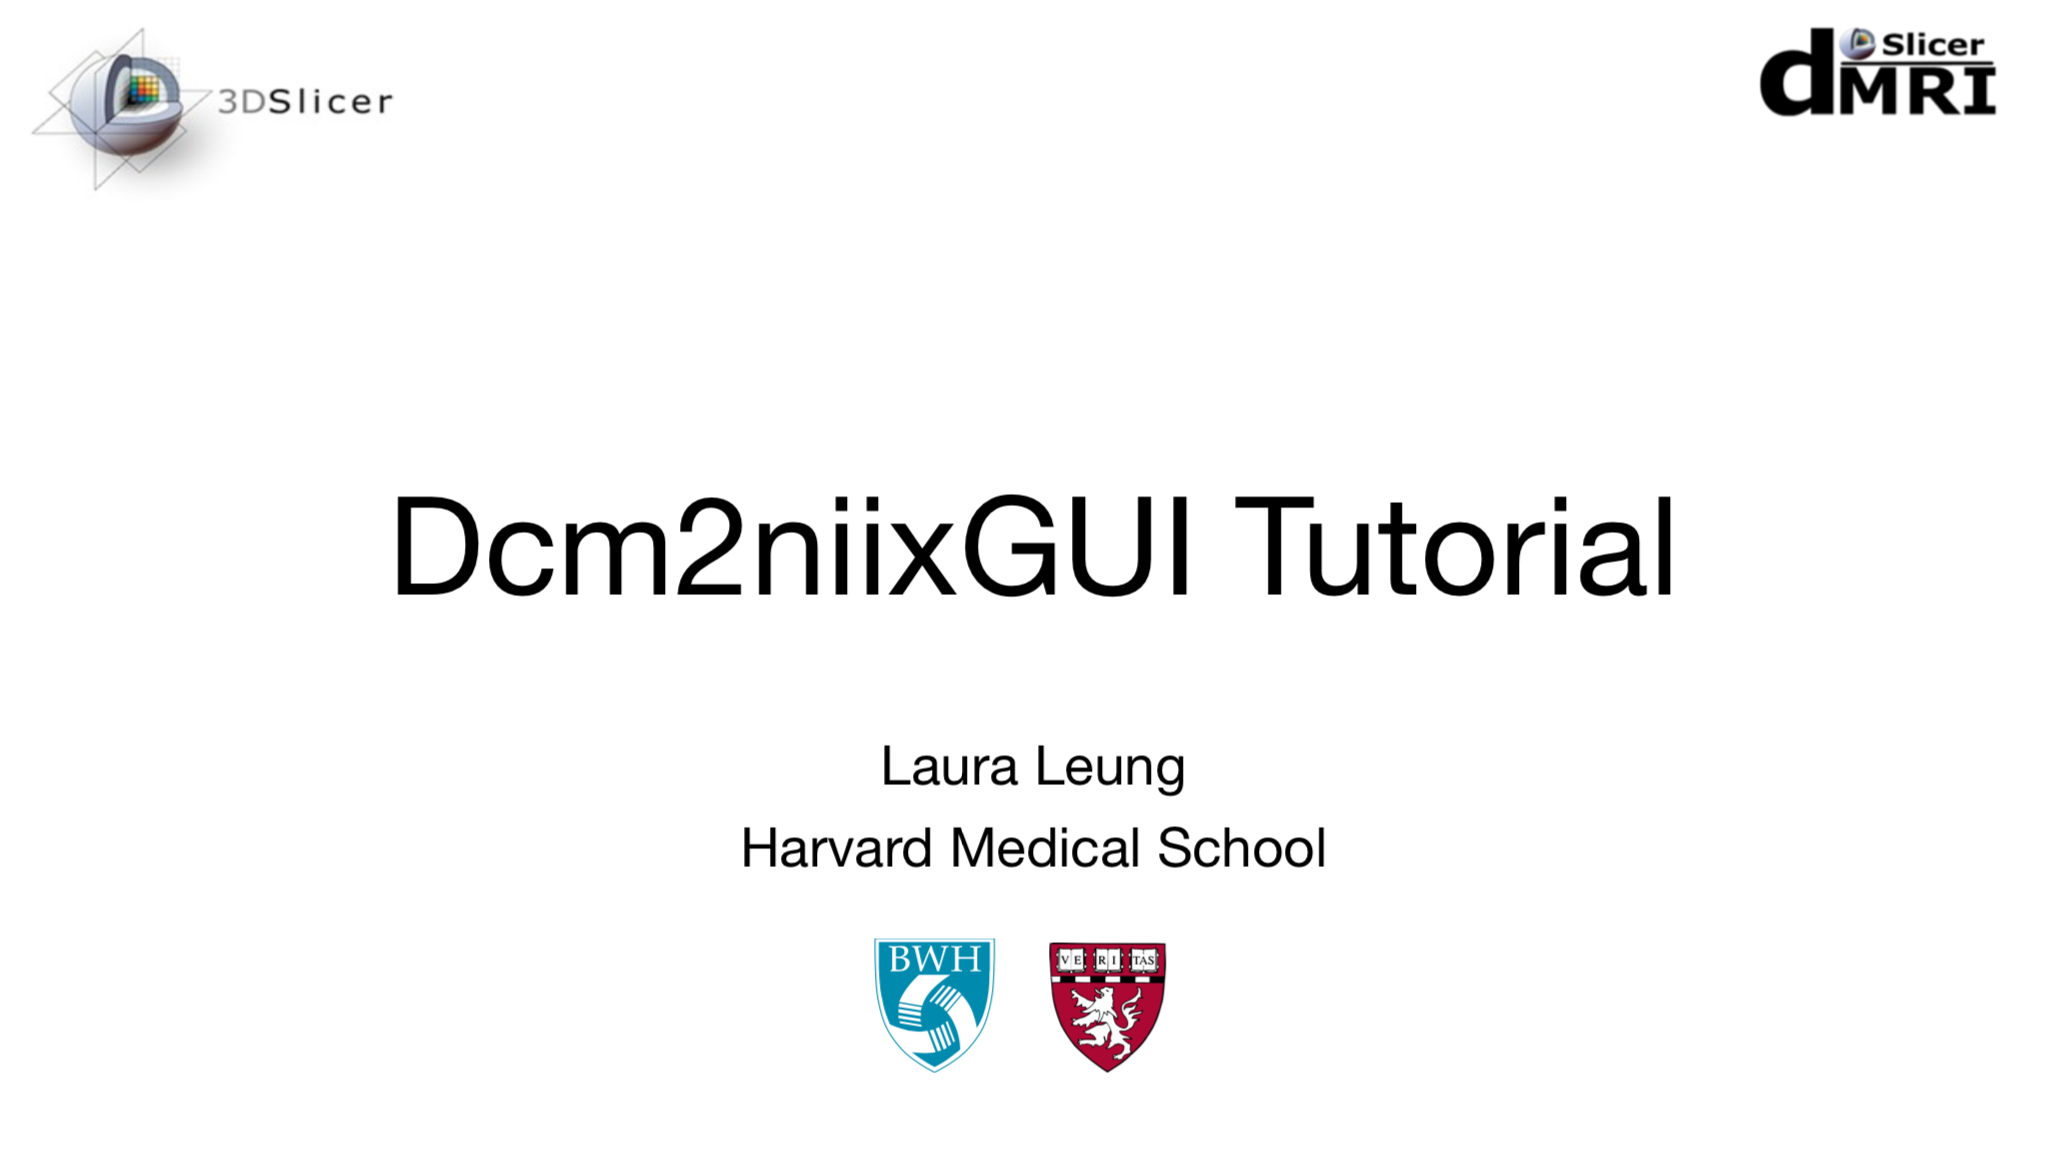 3DSlicer
Slicer
dMRI
Dcm2niixGUI Tutorial
Laura Leung
Harvard Medical School
BWH
VE RI TAS